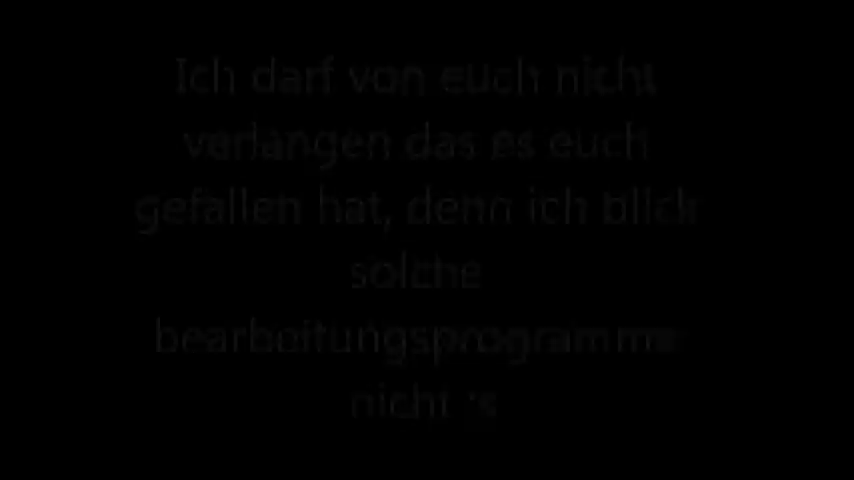 Ich darf von euch nicht
verlangen das es euch
gefallen hat, denn ich blick
solche
bearbeitungsprogramme
nicht :s